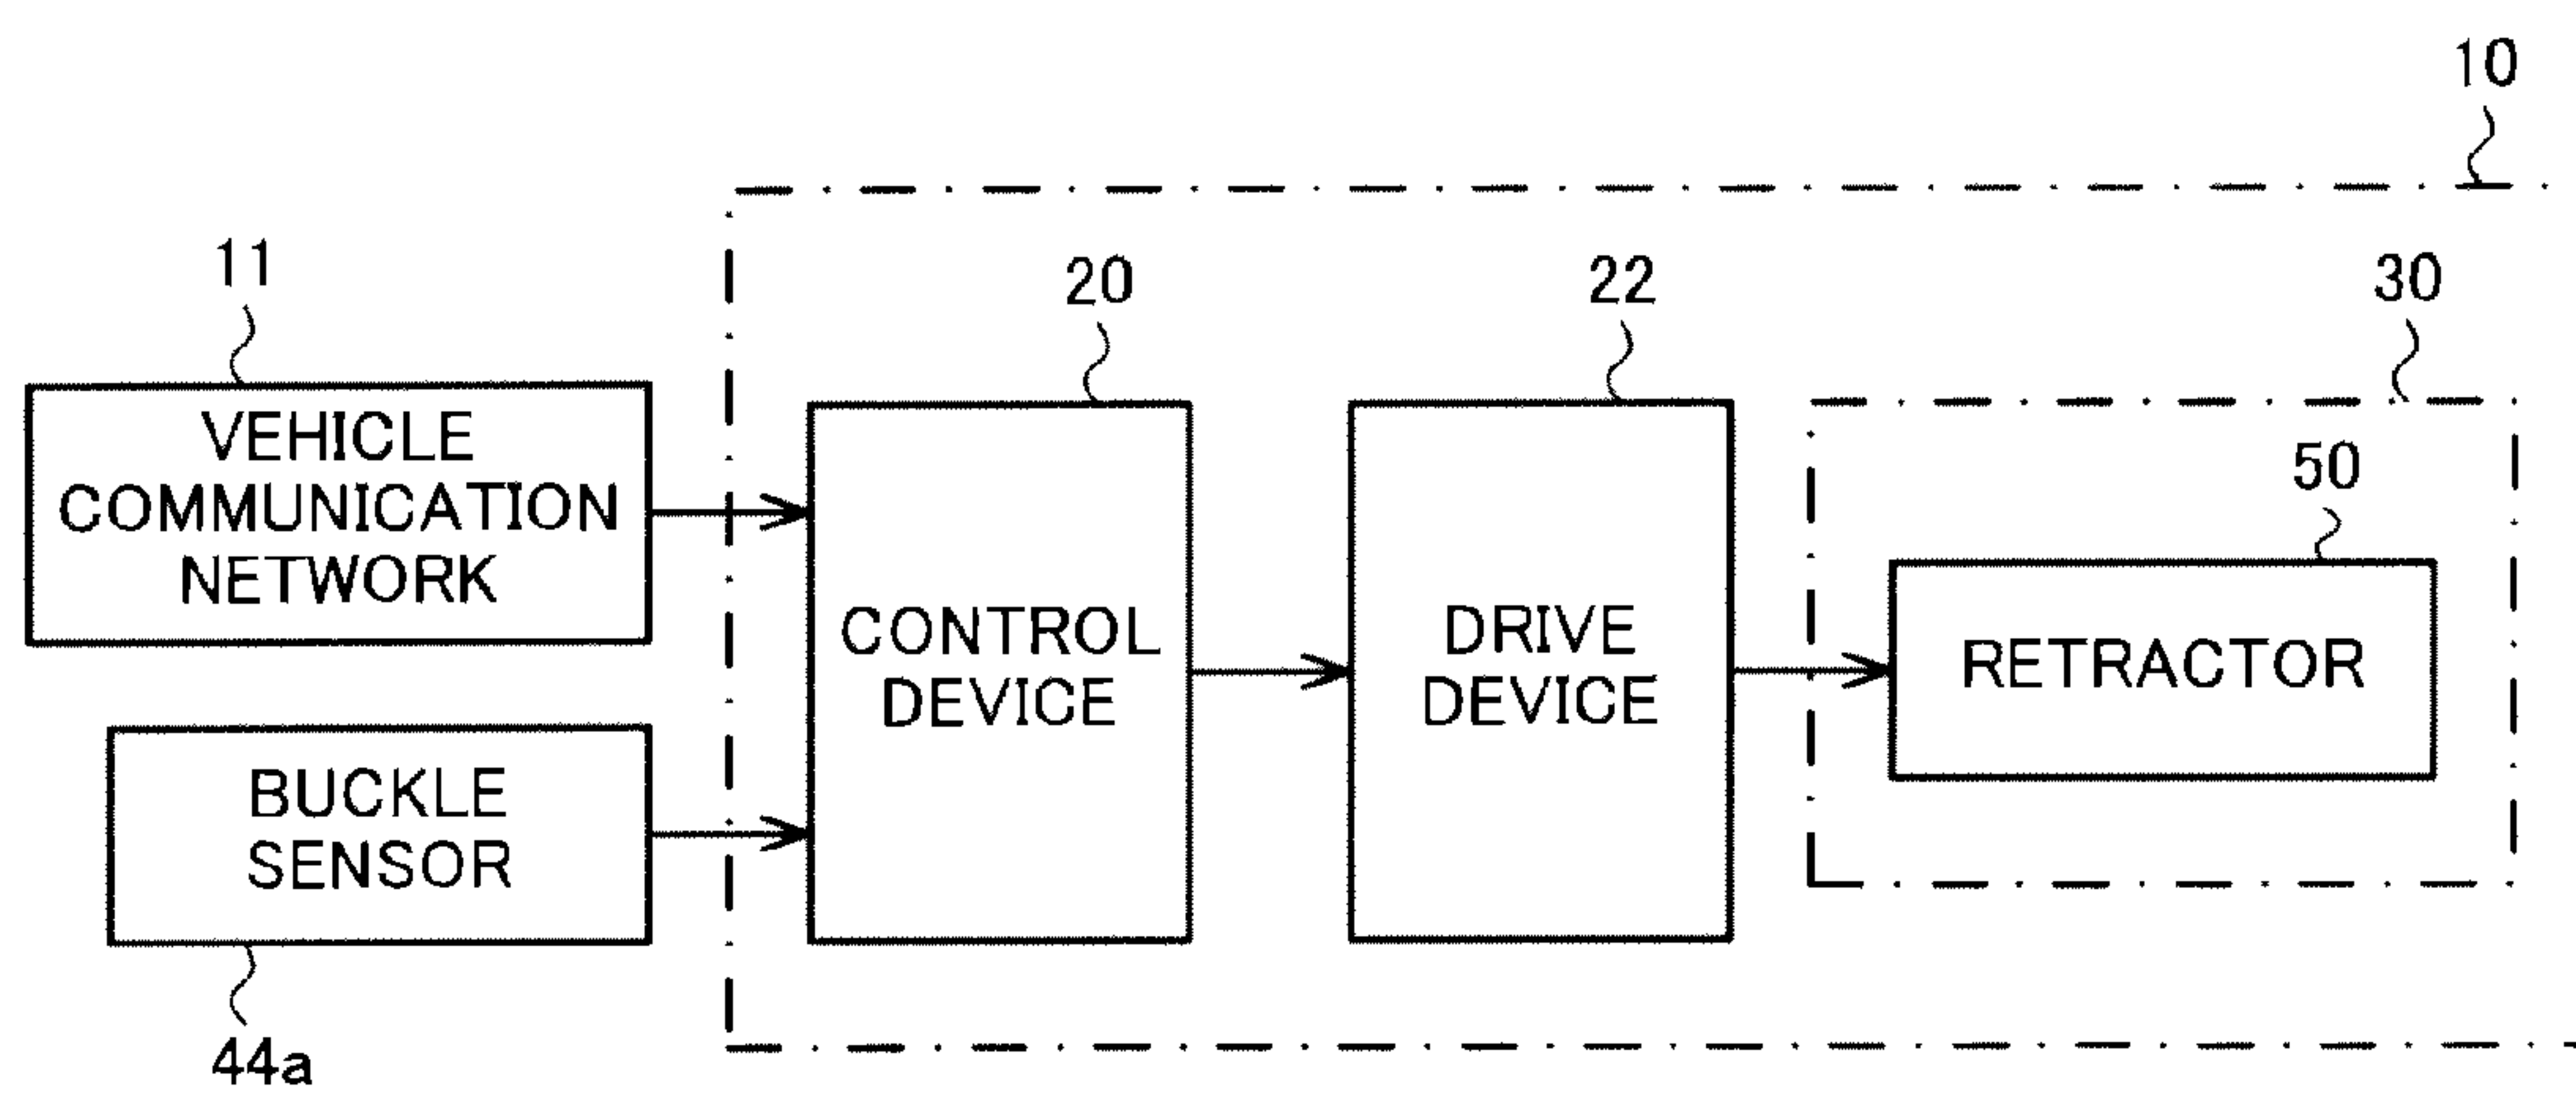 10
11
20
22
30
VEHICLE
COMMUNICATION
NETWORK
50
CONTROL
DEVICE
DRIVE
DEVICE
RETRACTOR
BUCKLE
SENSOR
44a